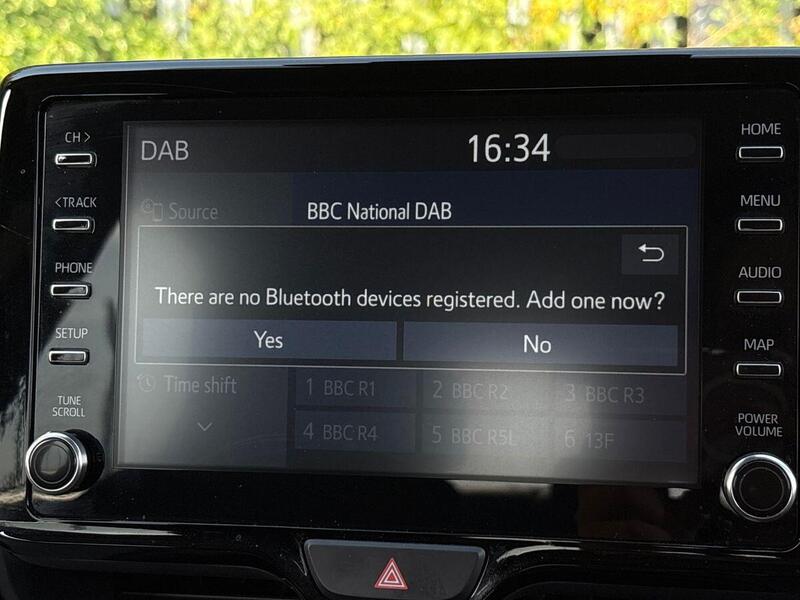 DAB
16:34
Source
BBC National DAB
There are no Bluetooth devices registered. Add one now?
Yes
No
Time shift
1 BBC R1
2 BBC R2
3 BBC R3
4 BBC R4
5 BBC R5L
6 13F
CH >
< TRACK
PHONE
SETUP
TUNE
SCROLL
HOME
MENU
AUDIO
MAP
POWER
VOLUME